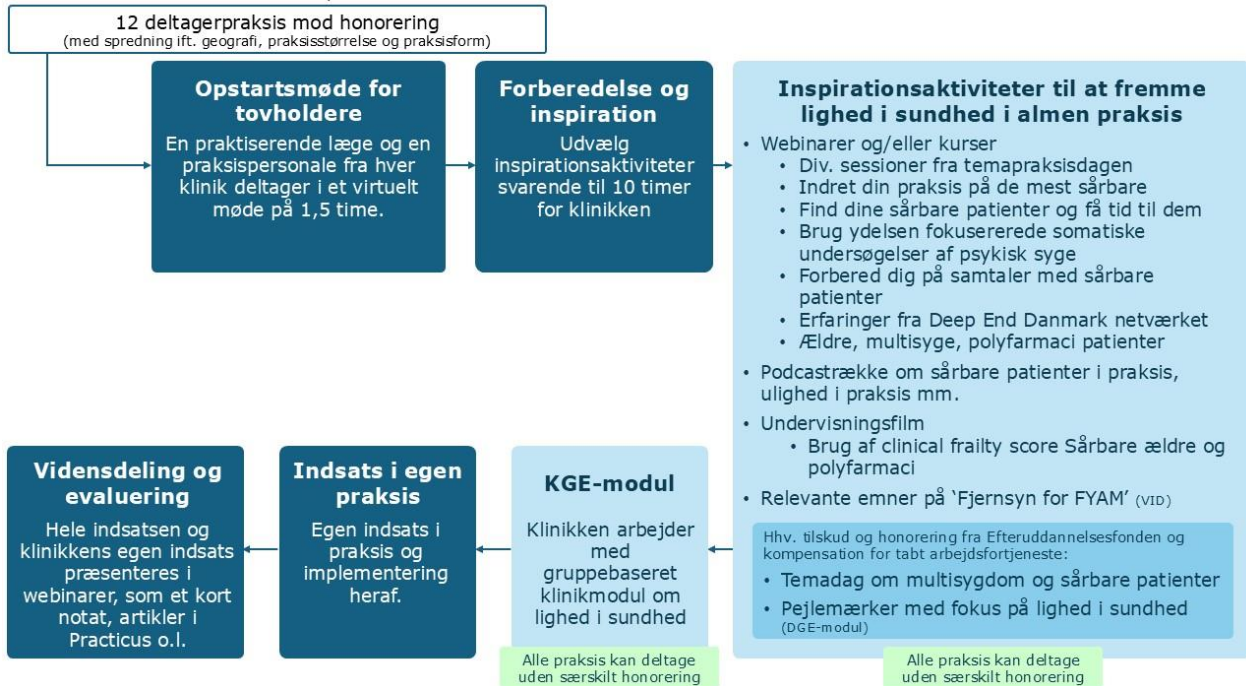 12 deltagerpraksis mod honorering
(med spredning ift. geografi, praksisstørrelse og praksisform)
Opstartsmøde for
tovholdere
En praktiserende læge og en
praksispersonale fra hver
klinik deltager i et virtuelt
møde på 1,5 time.
Forberedelse og
inspiration
Udvælg
inspirationsaktiviteter
svarende til 10 timer
for klinikken
Inspirationsaktiviteter til at fremme
lighed i sundhed i almen praksis
• Webinarer og/eller kurser
• Div. sessioner fra temapraksisdagen
• Indret din praksis på de mest sårbare
• Find dine sårbare patienter og få tid til dem
• Brug ydelsen fokusererede somatiske
undersøgelser af psykisk syge
• Forbered dig på samtaler med sårbare
patienter
• Erfaringer fra Deep End Danmark netværket
• Ældre, multisyge, polyfarmaci patienter
• Podcastrække om sårbare patienter i praksis,
ulighed i praksis mm.
• Undervisningsfilm
• Brug af clinical frailty score Sårbare ældre og
polyfarmaci
• Relevante emner på ‘Fjernsyn for FYAM’ (VID)
Hhv. tilskud og honorering fra Efteruddannelsesfonden og
kompensation for tabt arbejdsfortjeneste:
• Temadag om multisygdom og sårbare patienter
• Pejlemærker med fokus på lighed i sundhed
(DGE-modul)
Alle praksis kan deltage
uden særskilt honorering
KGE-modul
Klinikken arbejder
med
gruppebaseret
klinikmodul om
lighed i sundhed
Alle praksis kan deltage
uden særskilt honorering
Indsats i egen
praksis
Egen indsats i
praksis og
implementering
heraf.
Vidensdeling og
evaluering
Hele indsatsen og
klinikkens egen indsats
præsenteres i
webinarer, som et kort
notat, artikler i
Practicus o.l.